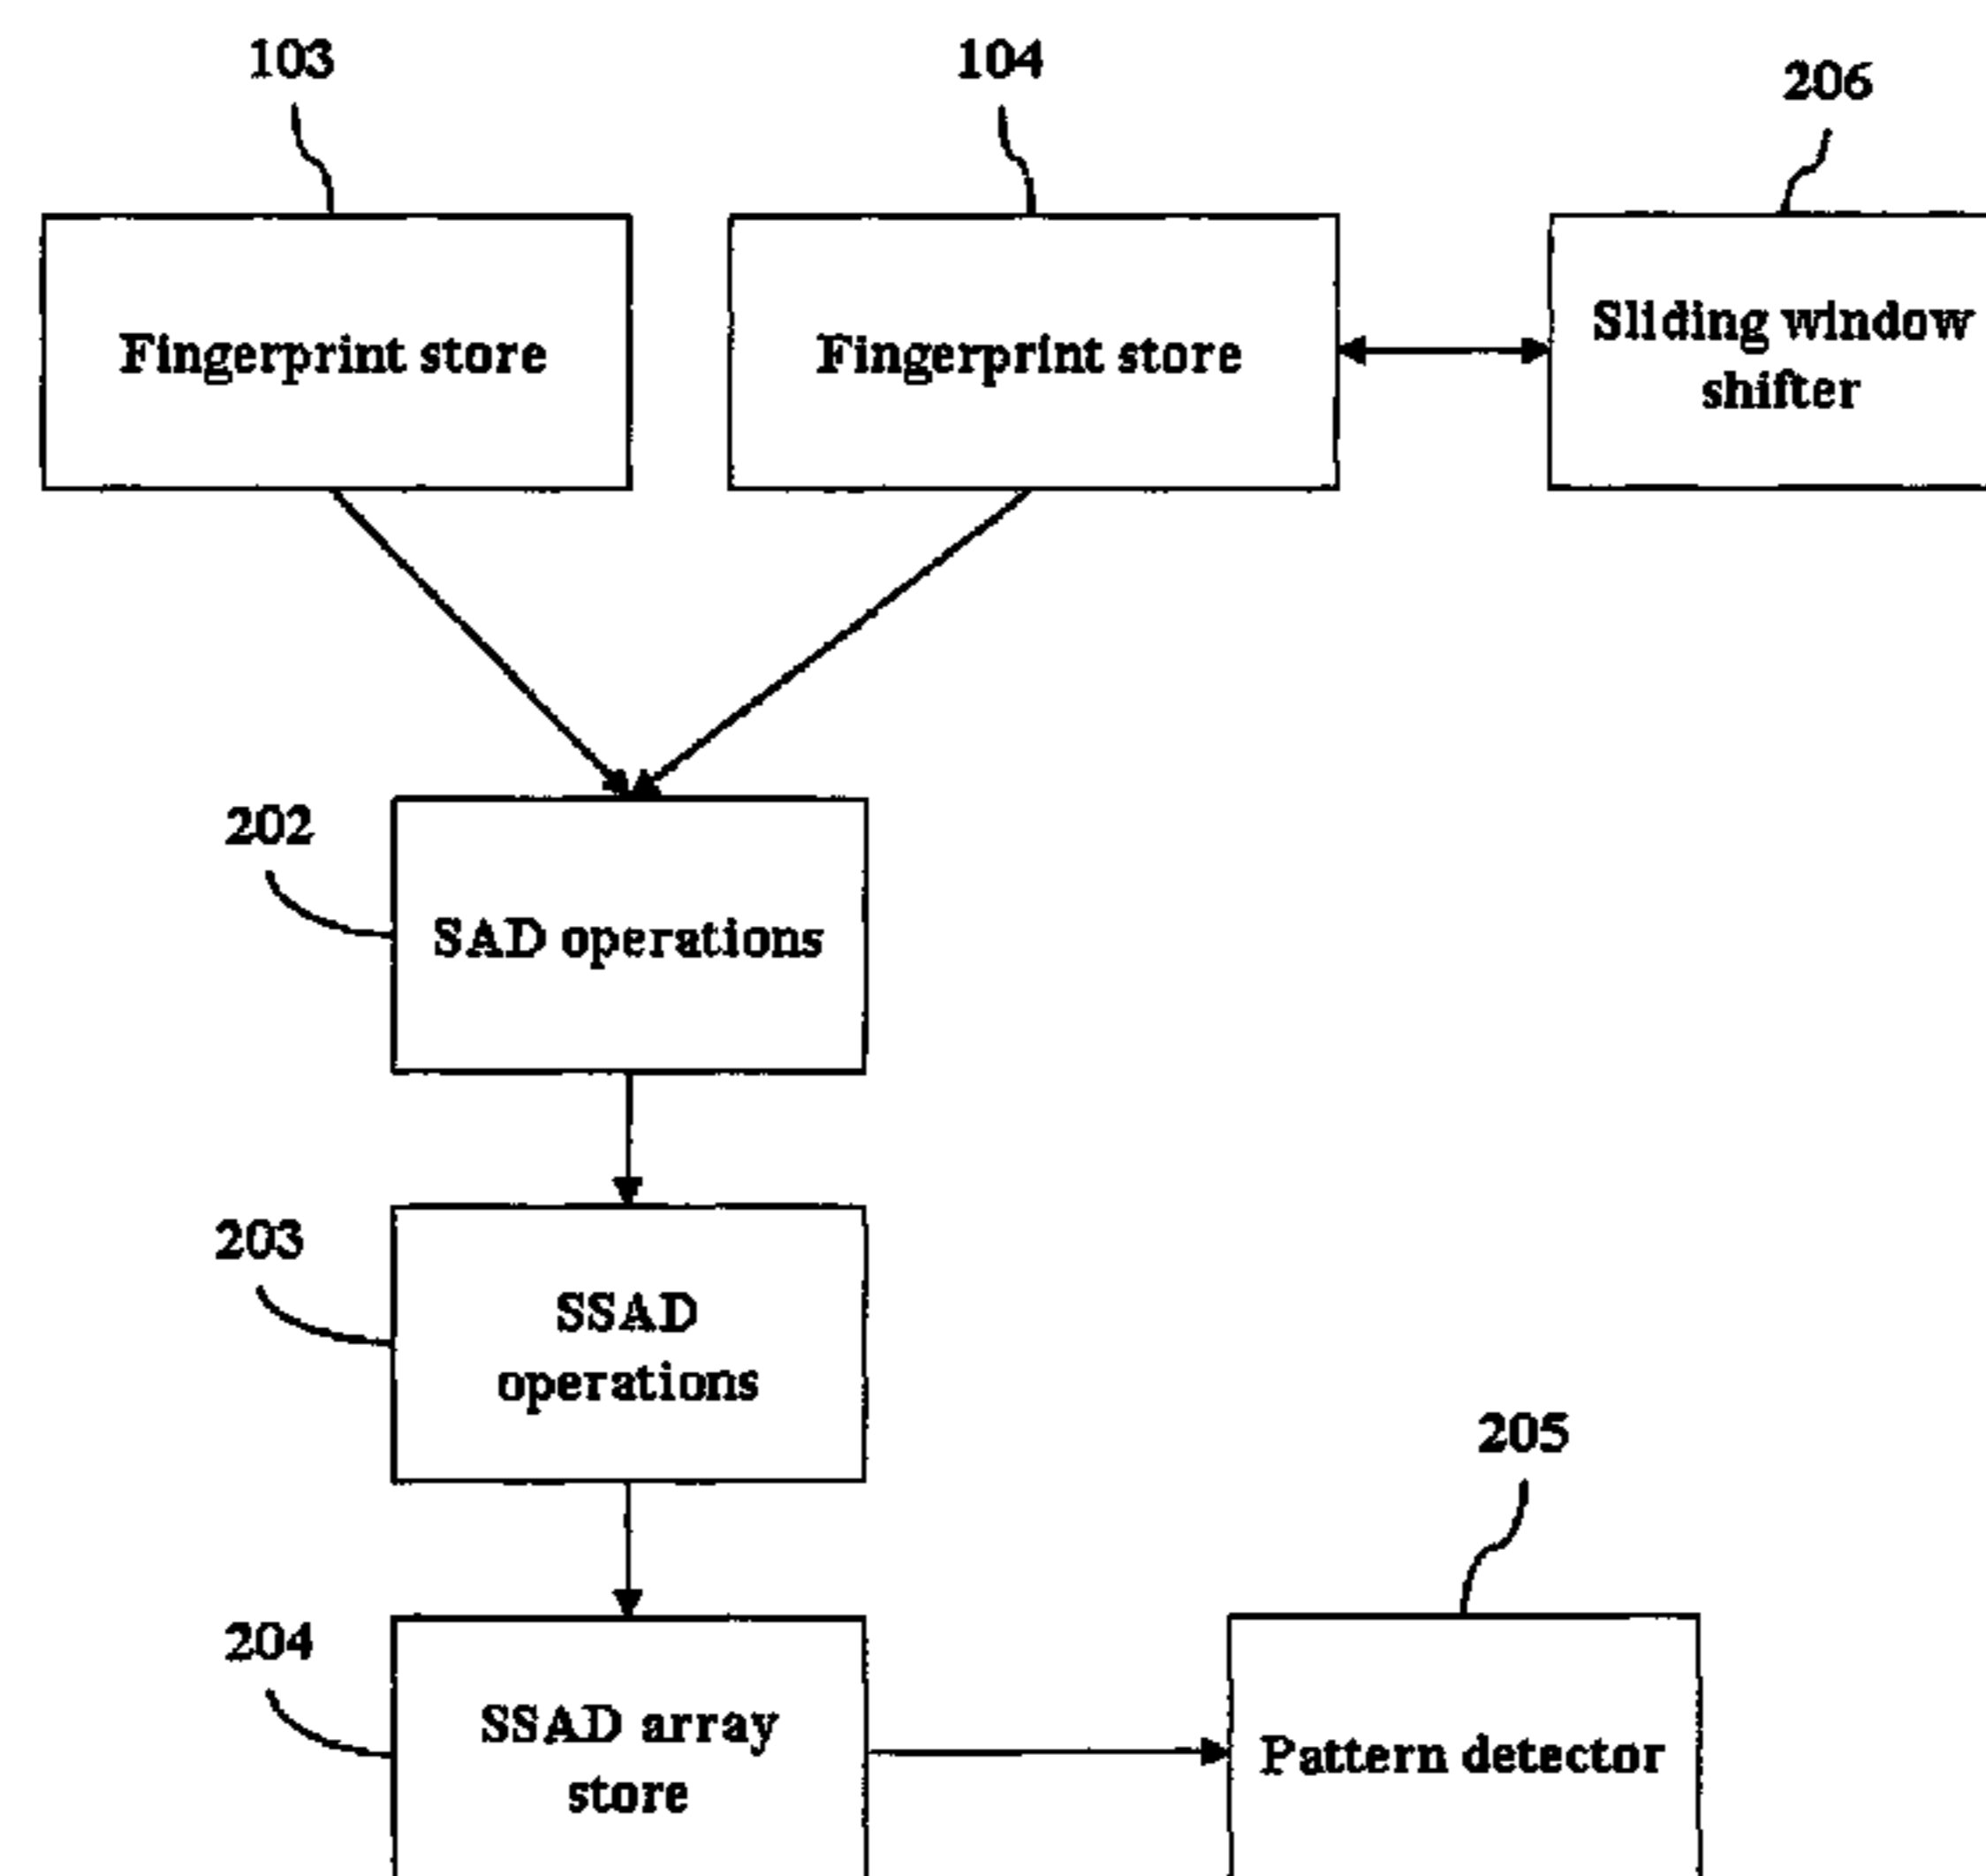 103
104
206
Fingerprint store
Fingerprint store
Sliding window
shifter
202
SAD operations
203
SSAD
operations
205
204
SSAD array
store
Pattern detector